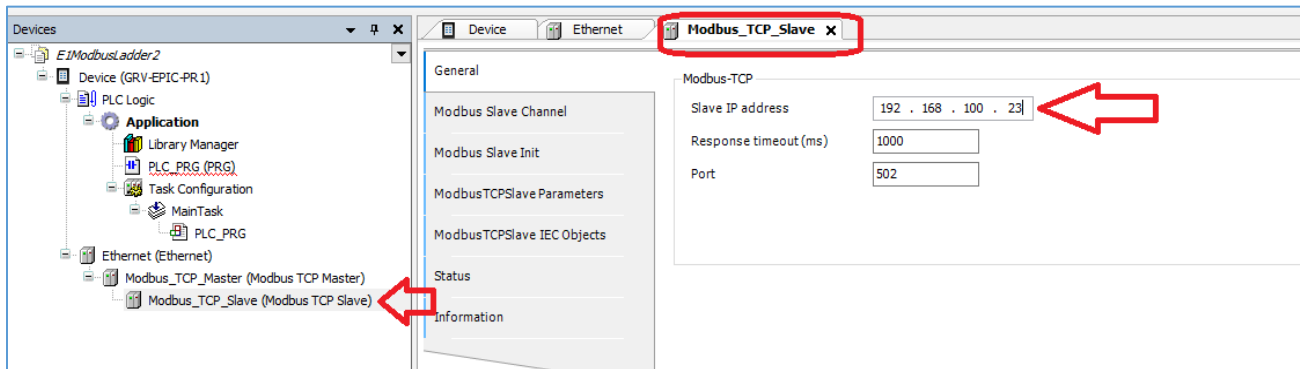 Devices
E1ModbusLadder2
Device (GRV-EPIC-PR1)
PLC Logic
Application
Library Manager
PLC_PRG (PRG)
Task Configuration
MainTask
PLC_PRG
Ethernet (Ethernet)
Modbus_TCP_Master (Modbus TCP Master)
Modbus_TCP_Slave (Modbus TCP Slave)
Device Ethernet Modbus_TCP_Slave x
General
Modbus Slave Channel
Modbus Slave Init
ModbusTCPSlave Parameters
ModbusTCPSlave IEC Objects
Status
Information
Modbus-TCP
Slave IP address 192 . 168 . 100 . 23
Response timeout (ms) 1000
Port 502